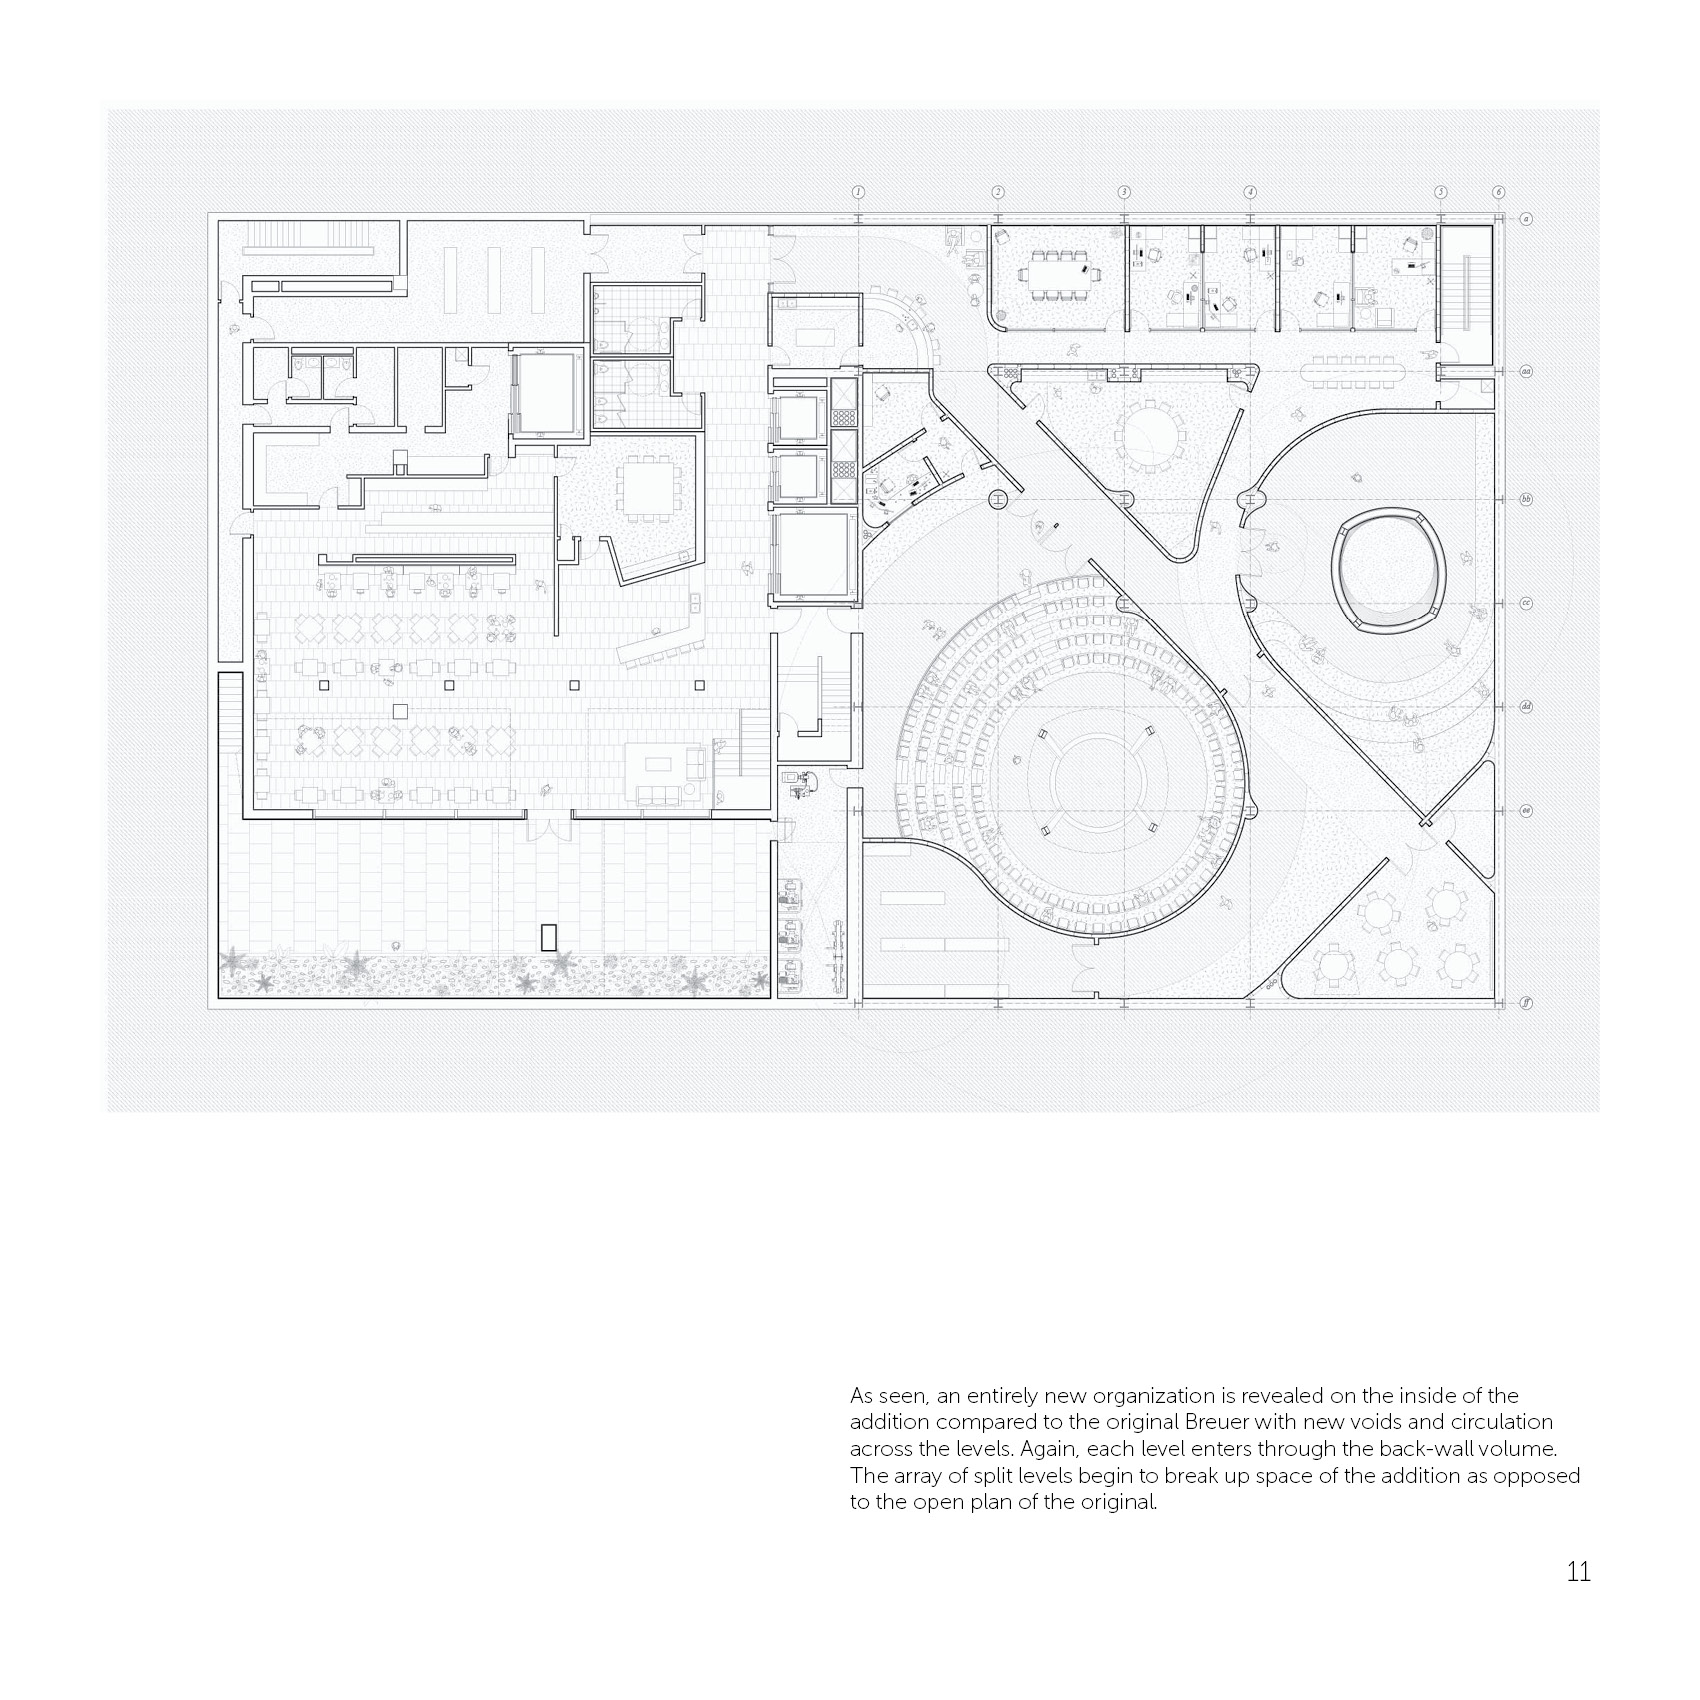 1 2 3 4 5 6
a
aa
bb
cc
dd
ee
ff
As seen, an entirely new organization is revealed on the inside of the
addition compared to the original Breuer with new voids and circulation
across the levels. Again, each level enters through the back-wall volume.
The array of split levels begin to break up space of the addition as opposed
to the open plan of the original.
11